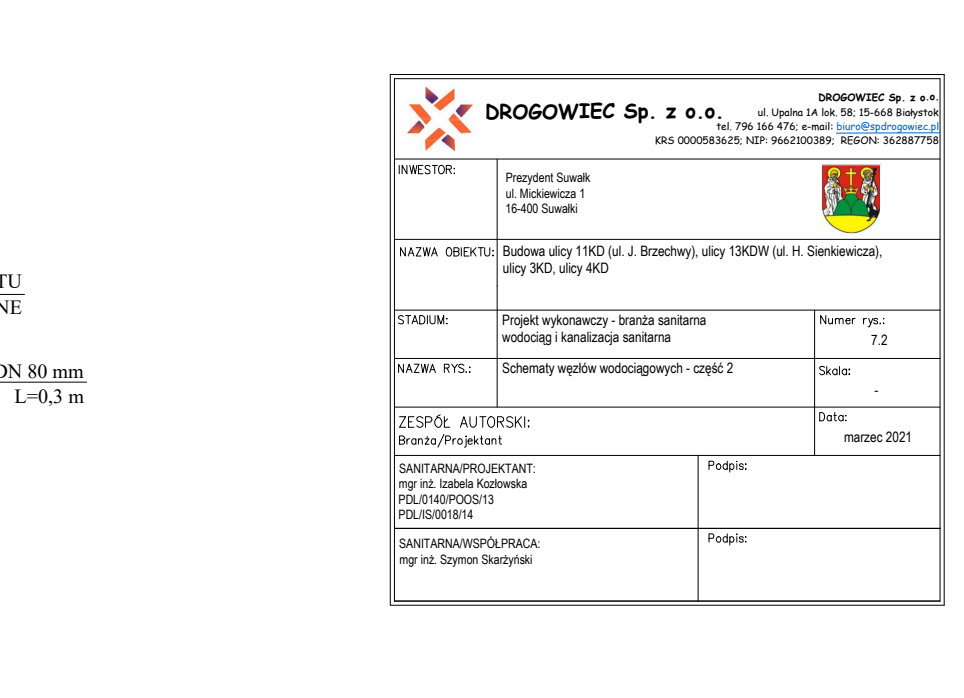 DROGOWIEC Sp. z o.o.
DROGOWIEC Sp. z o.o.
ul. Upalna 1A lok. 58; 15-668 Białystok
tel. 796 166 476; e-mail: biuro@spdrogowiec.pl
KRS 0000583625; NIP: 9662100389; REGON: 362887758
INWESTOR:
Prezydent Suwałk
ul. Mickiewicza 1
16-400 Suwałki
NAZWA OBIEKTU:
Budowa ulicy 11KD (ul. J. Brzechwy), ulicy 13KDW (ul. H. Sienkiewicza),
ulicy 3KD, ulicy 4KD
TU
NE
STADIUM:
Projekt wykonawczy - branża sanitarna
wodociąg i kanalizacja sanitarna
Numer rys.:
7.2
NAZWA RYS.:
Schematy węzłów wodociągowych - część 2
Skala:
-
DN 80 mm
L=0,3 m
ZESPÓŁ AUTORSKI:
Branża/Projektant
Data:
marzec 2021
SANITARNA/PROJEKTANT:
mgr inż. Izabela Kozłowska
PDL/0140/POOS/13
PDL/IS/0018/14
Podpis:
SANITARNA/WSPÓŁPRACA:
mgr inż. Szymon Skarżyński
Podpis: